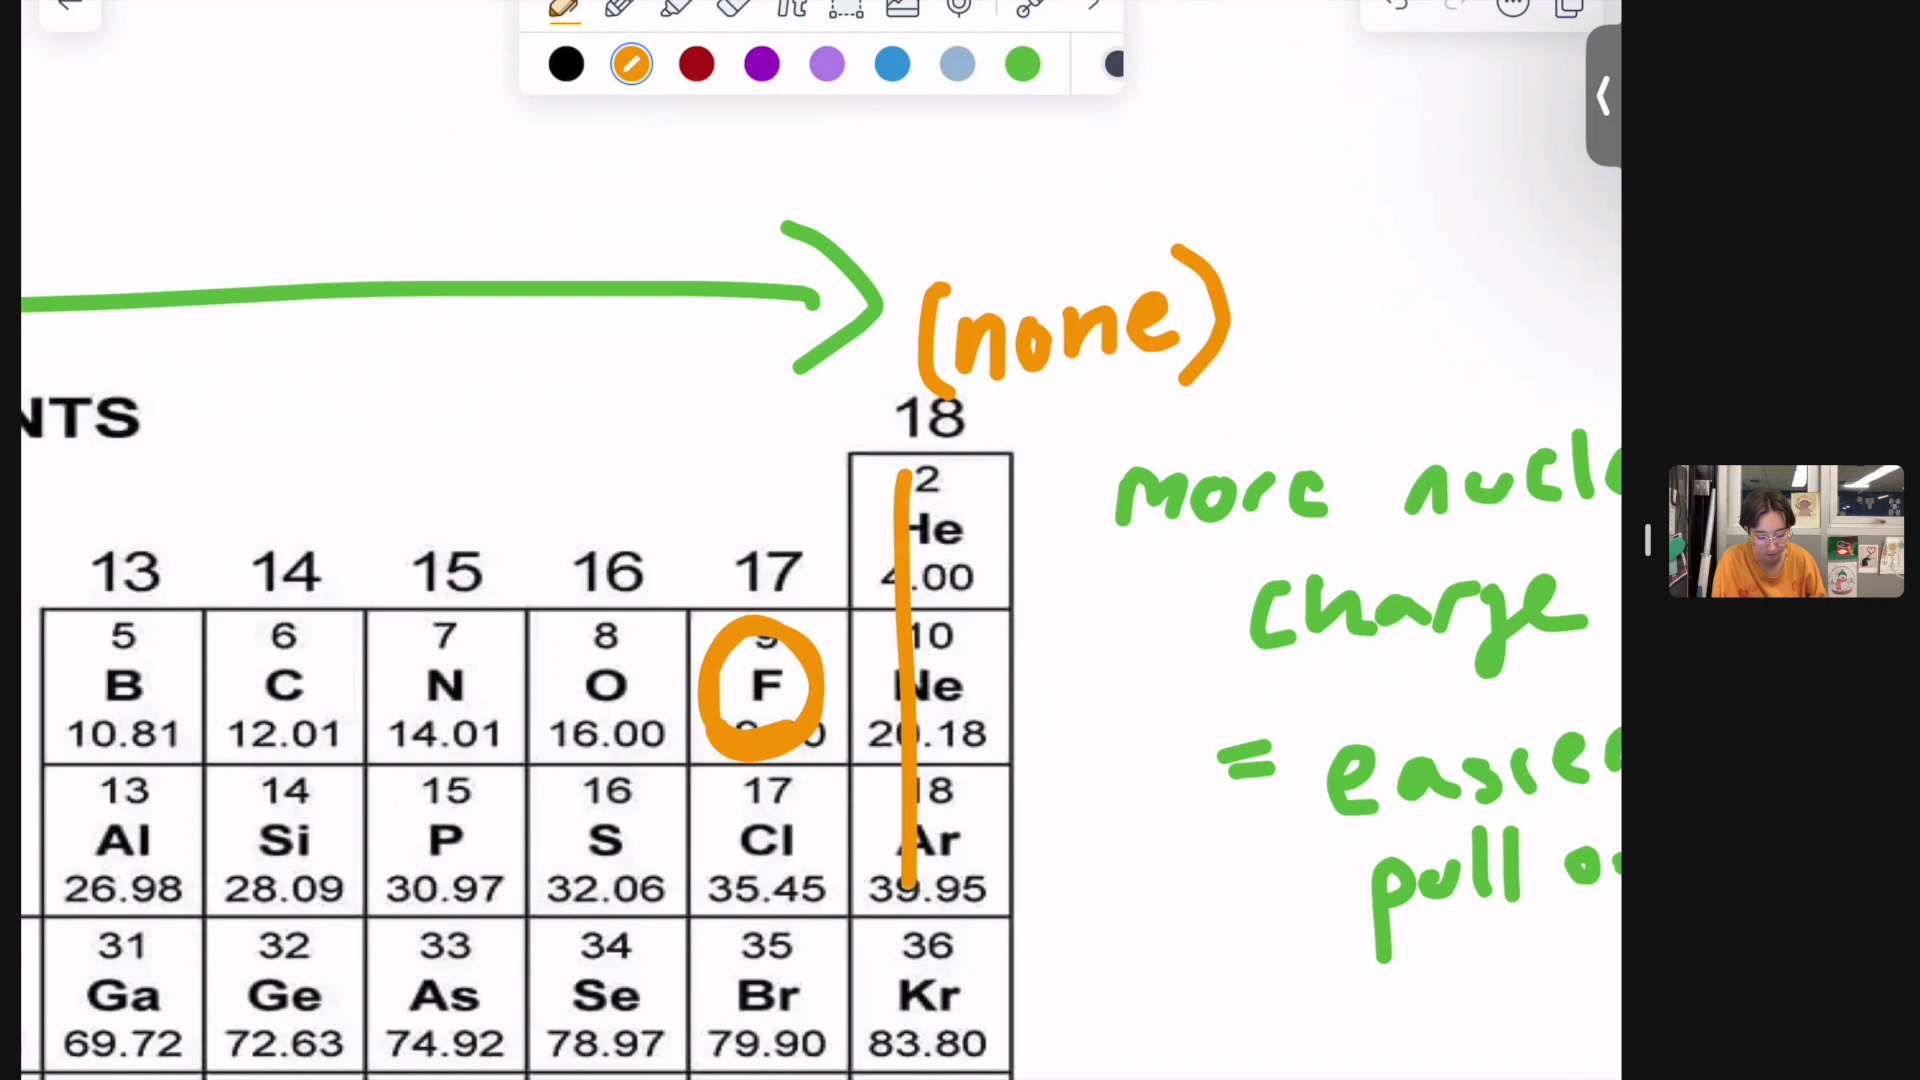 (none)
NTS
18
more
charge
=
pull
2
He
4.00
13 14 15 16 17
5 6 7 8 9 10
B C N O F Ne
10.81 12.01 14.01 16.00 20.18
13 14 15 16 17 18
Al Si P S Cl Ar
26.98 28.09 30.97 32.06 35.45 39.95
31 32 33 34 35 36
Ga Ge As Se Br Kr
69.72 72.63 74.92 78.97 79.90 83.80